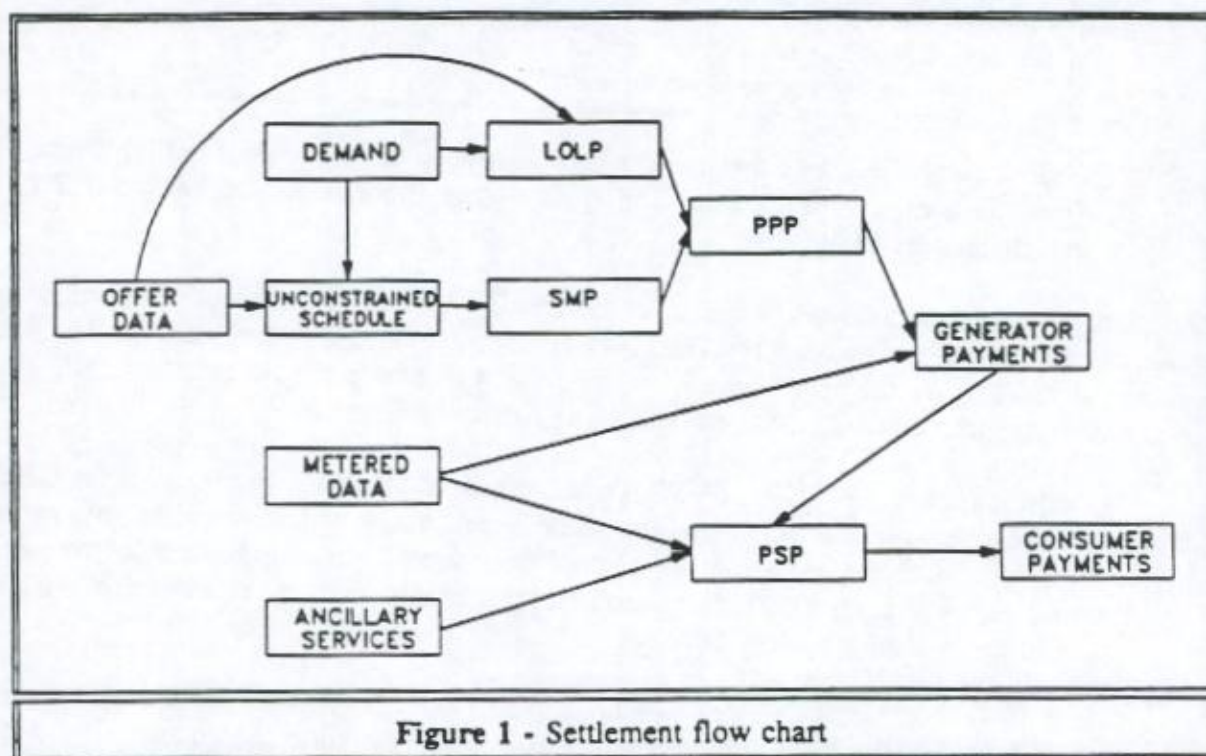 DEMAND
LOLP
PPP
OFFER
DATA
UNCONSTRAINED
SCHEDULE
SMP
GENERATOR
PAYMENTS
METERED
DATA
PSP
CONSUMER
PAYMENTS
ANCILLARY
SERVICES
Figure 1 - Settlement flow chart